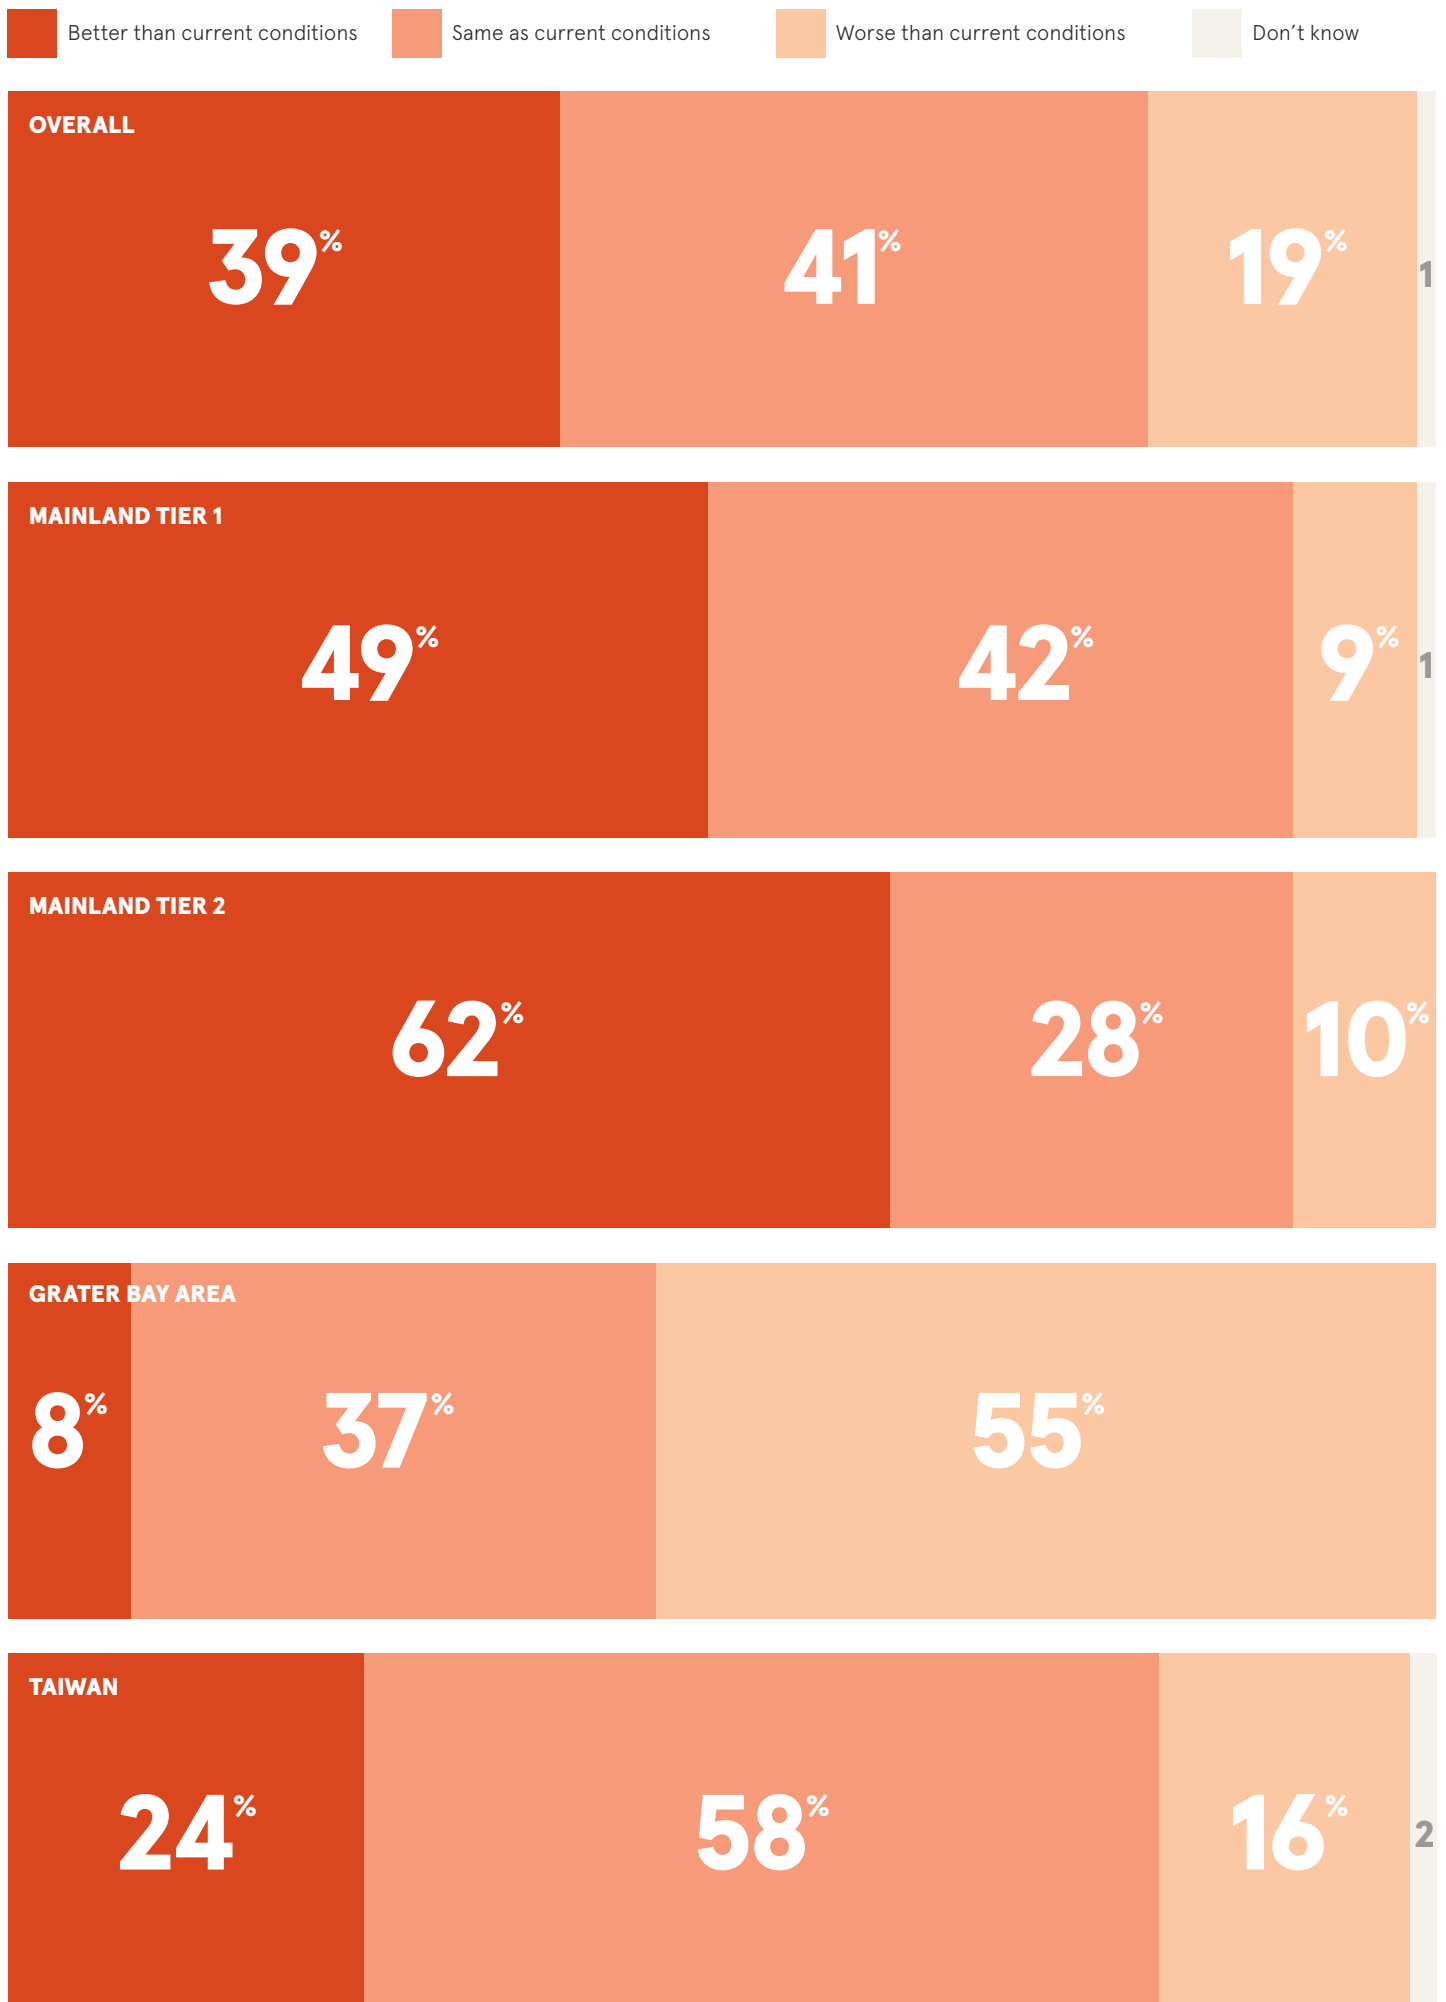 Better than current conditions
Same as current conditions
Worse than current conditions
Don’t know
OVERALL
39%
41%
19%
1
MAINLAND TIER 1
49%
42%
9%
1
MAINLAND TIER 2
62%
28%
10%
GRATER BAY AREA
8%
37%
55%
TAIWAN
24%
58%
16%
2